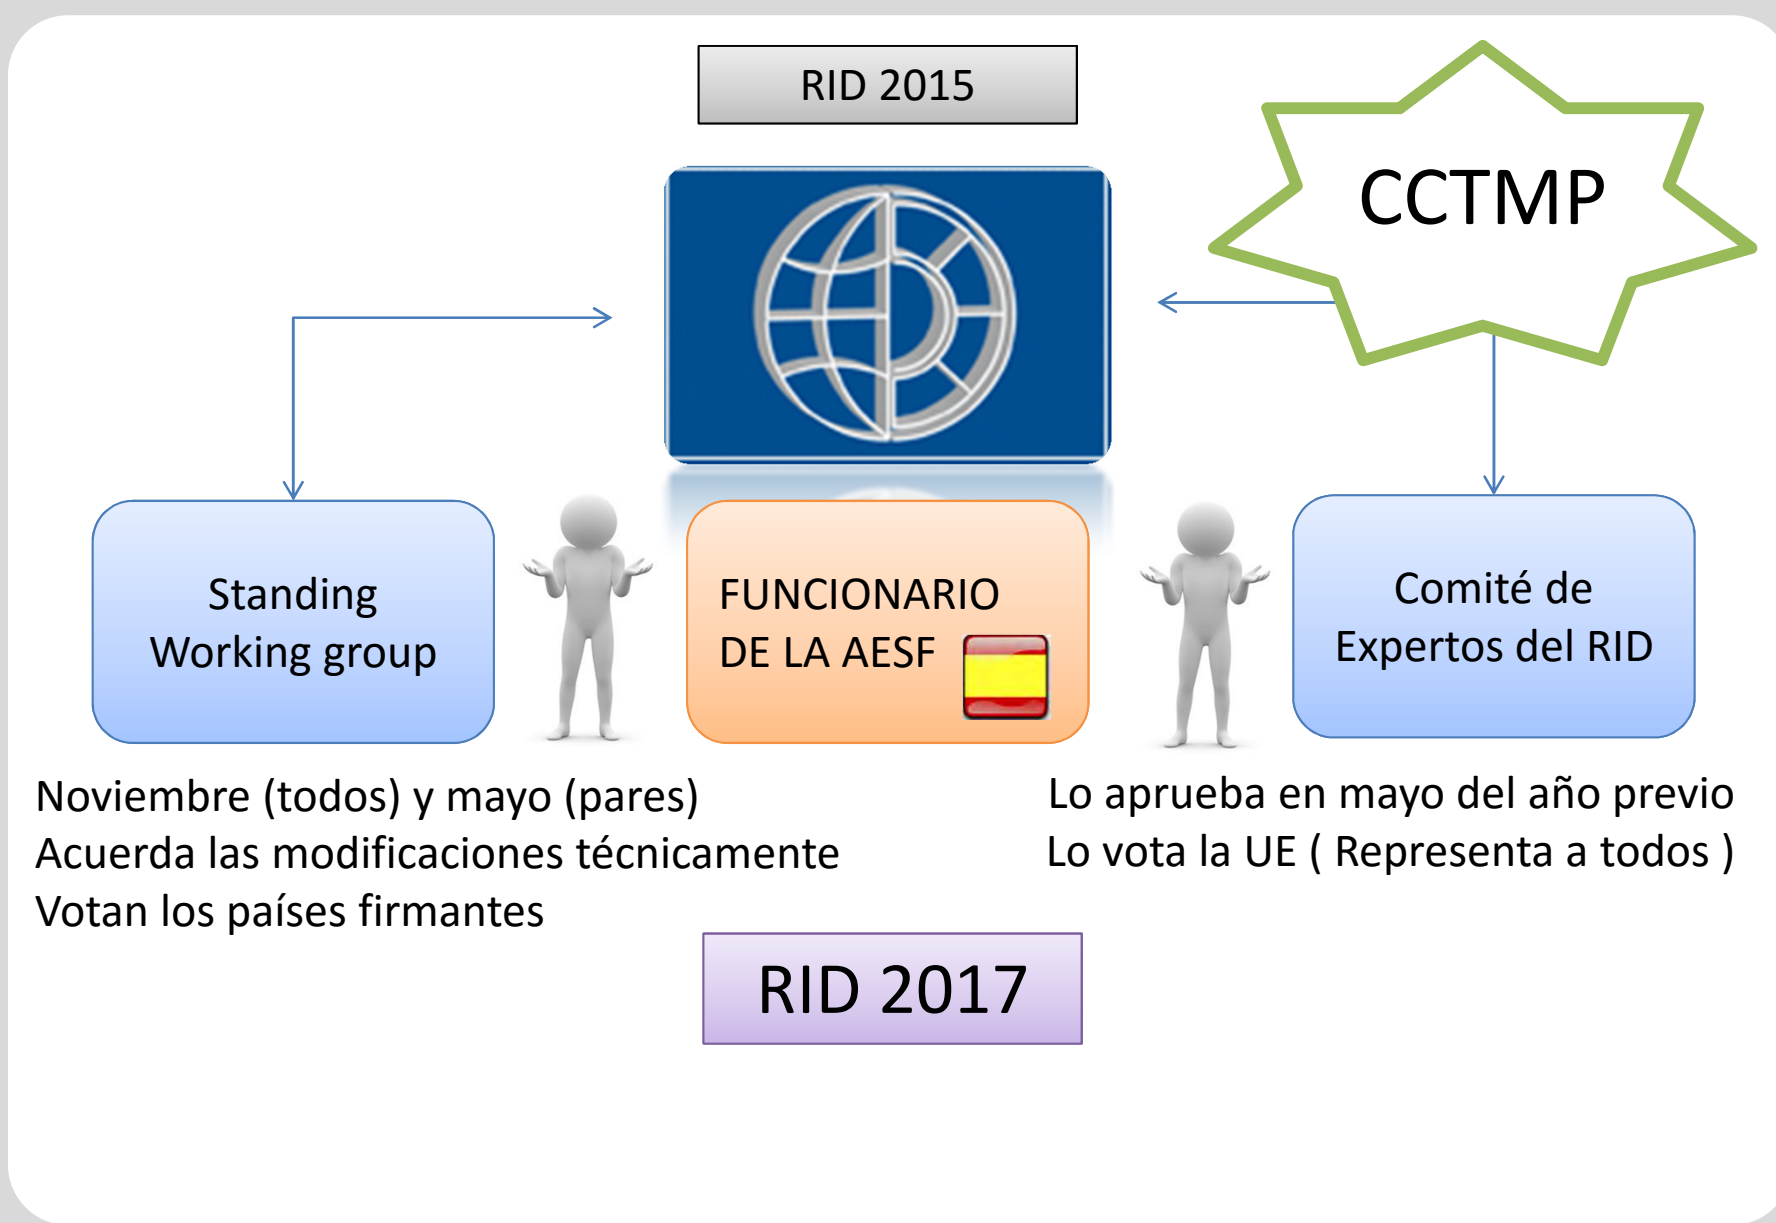 RID 2015
CCTMP
Standing
Working group
FUNCIONARIO
DE LA AESF
Comité de
Expertos del RID
Noviembre (todos) y mayo (pares)
Acuerda las modificaciones técnicamente
Votan los países firmantes
Lo aprueba en mayo del año previo
Lo vota la UE ( Representa a todos )
RID 2017